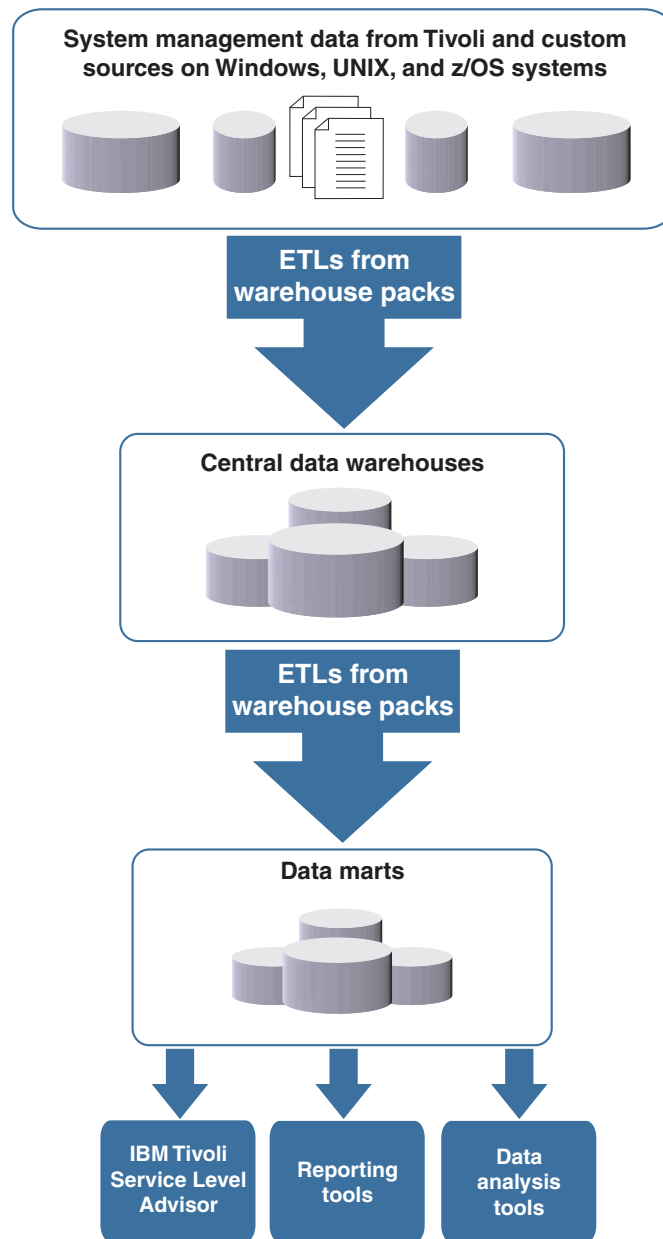 System management data from Tivoli and custom
sources on Windows, UNIX, and z/OS systems
ETLs from
warehouse packs
Central data warehouses
ETLs from
warehouse packs
Data marts
IBM Tivoli
Service Level
Advisor
Reporting
tools
Data
analysis
tools